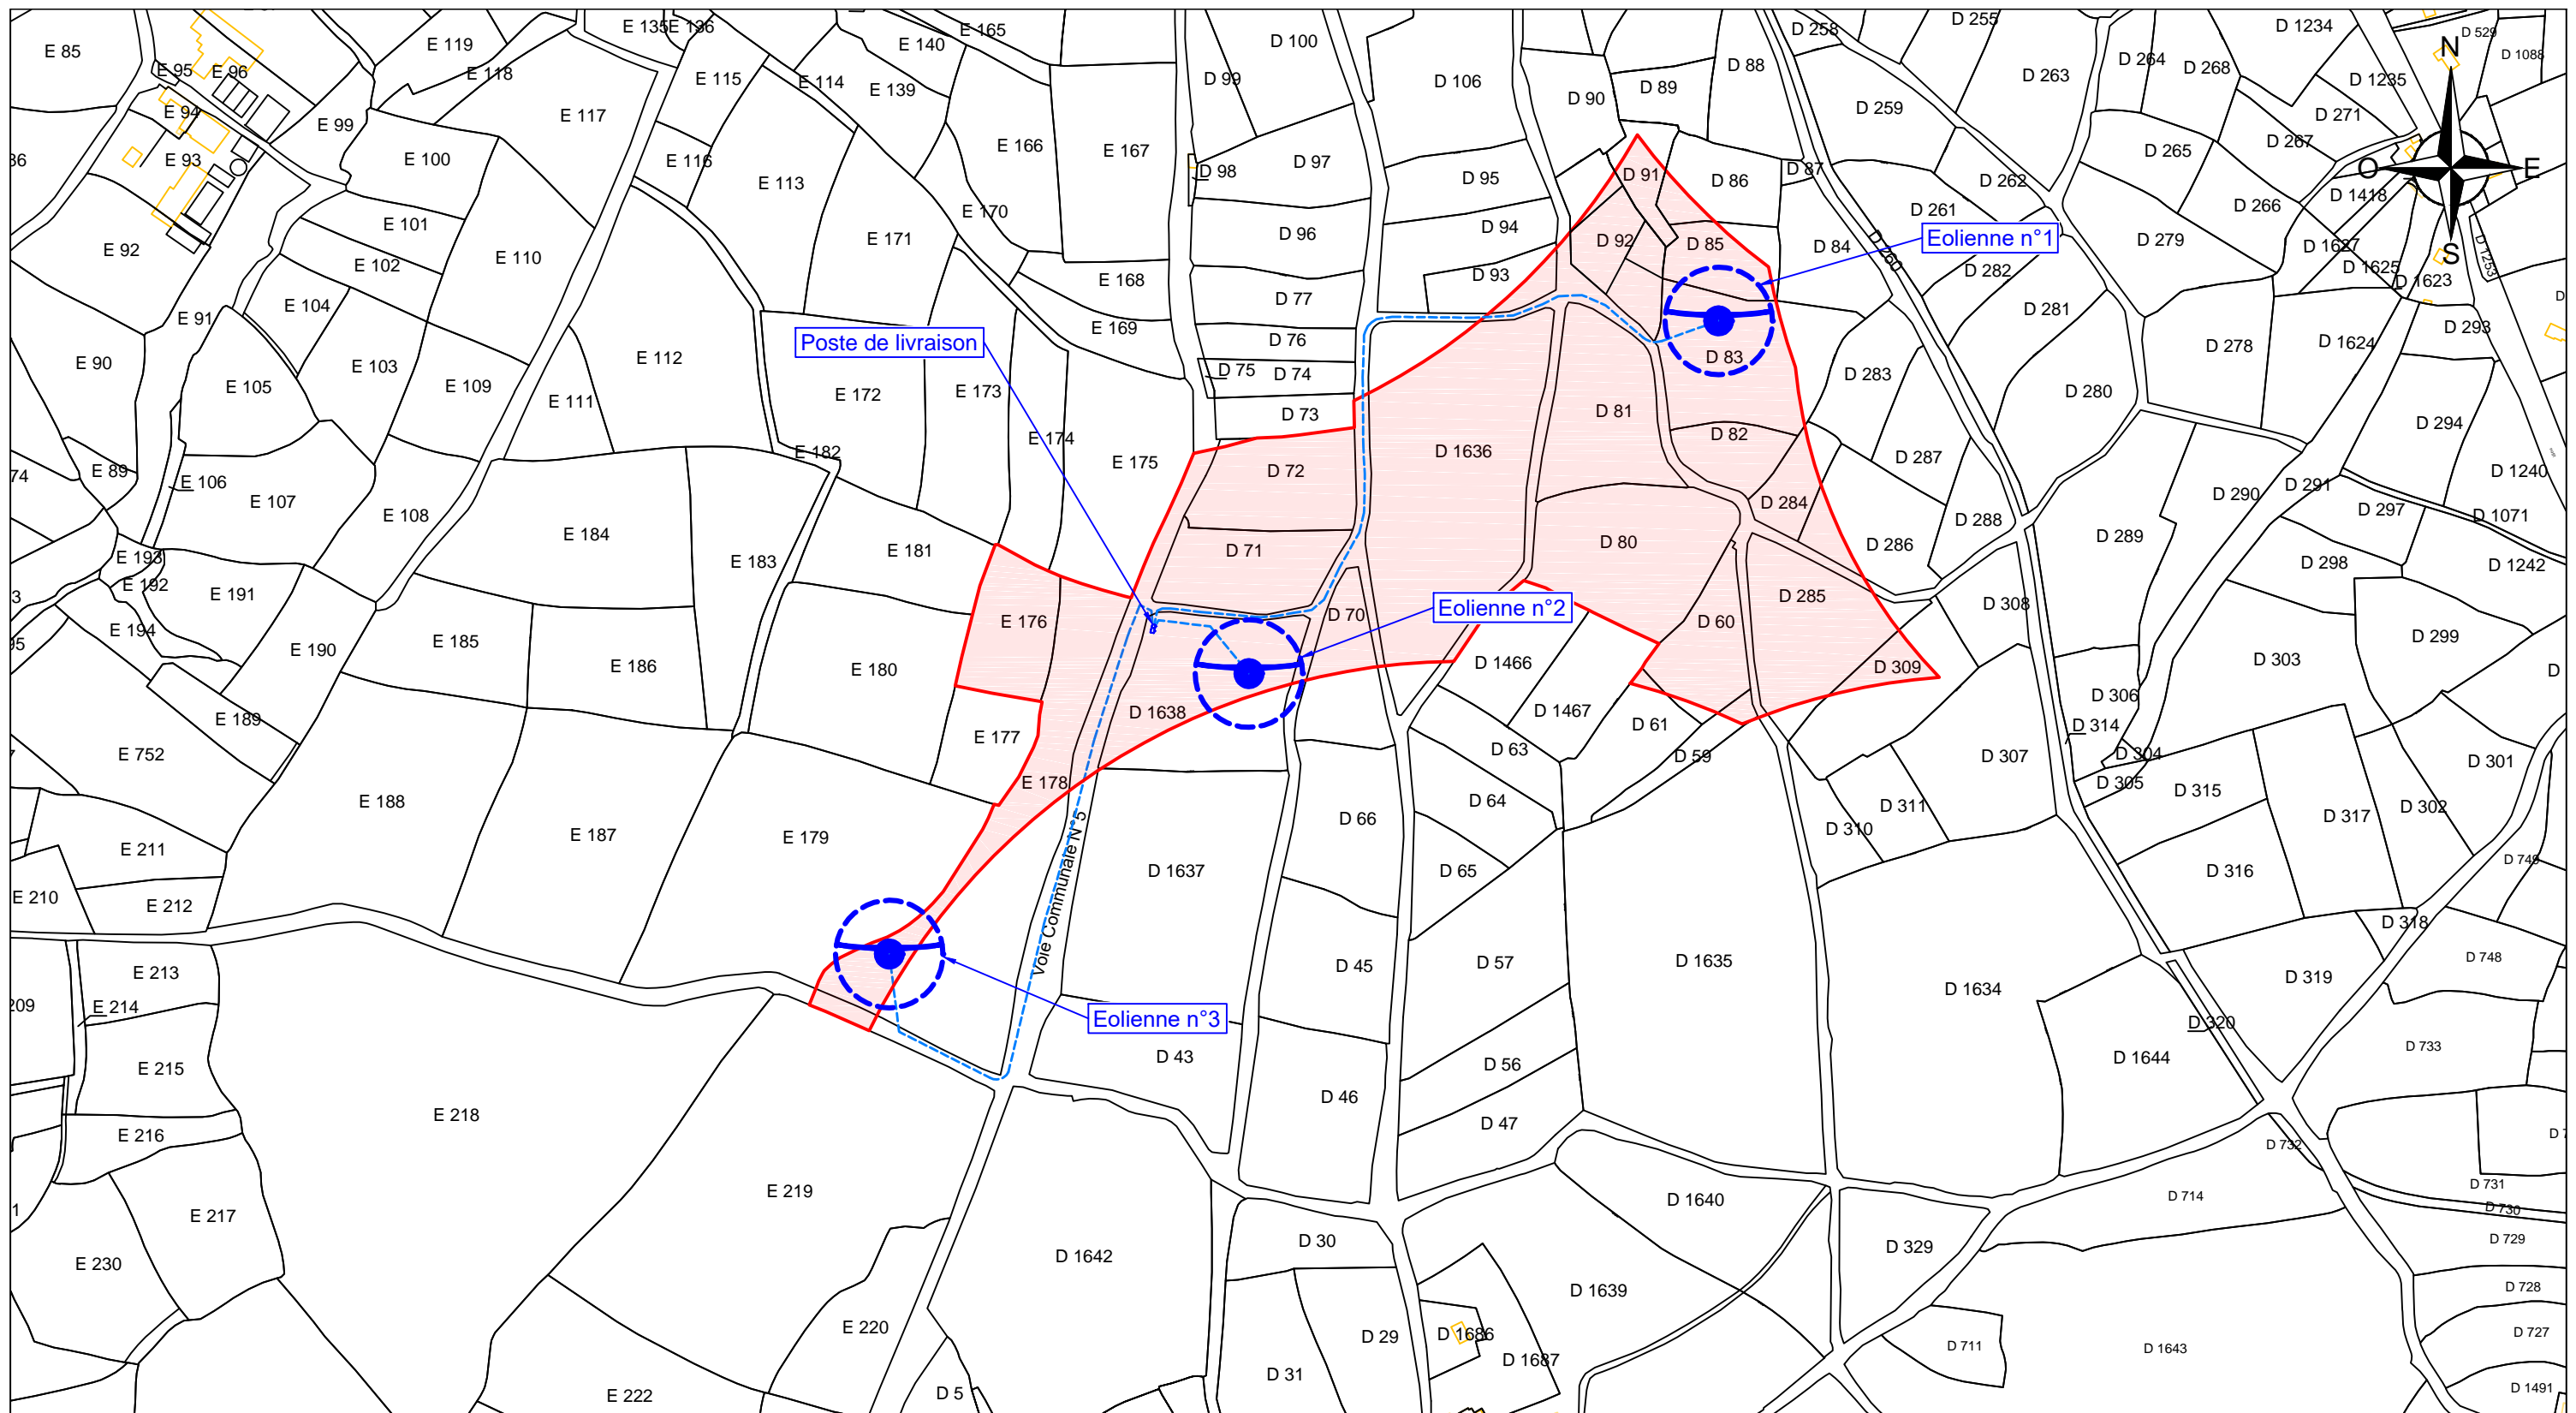 E 85
E 95
E 96
E 94
E 93
E 92
E 91
E 90
E 89
E 119
E 118
E 135
E 136
E 165
E 140
E 139
E 114
E 115
E 116
E 117
E 99
E 100
E 101
E 102
E 104
E 103
E 105
E 106
E 107
E 108
E 109
E 110
E 111
E 112
E 113
E 166
E 167
E 170
E 171
E 168
E 169
E 172
E 173
E 174
E 175
E 182
E 181
E 184
E 183
E 193
E 192
E 191
E 194
E 190
E 185
E 186
E 180
E 176
E 177
E 178
E 189
E 752
E 188
E 187
E 179
E 211
E 210
E 212
E 213
E 214
E 215
E 216
E 217
E 218
E 219
E 220
E 222
E 230
D 99
D 100
D 98
D 97
D 96
D 77
D 76
D 75
D 74
D 73
D 72
D 71
D 70
D 106
D 95
D 94
D 93
D 90
D 89
D 88
D 91
D 86
D 87
D 92
D 85
D 84
D 83
D 82
D 81
D 80
D 1636
D 258
D 255
D 259
D 263
D 264
D 268
D 1234
D 1235
D 529
D 1088
D 271
D 267
D 265
D 262
D 261
D 260
D 266
D 1418
D 279
D 1627
D 1625
D 1623
D 1253
D 282
D 281
D 283
D 280
D 278
D 1624
D 293
D 294
D 1240
D 284
D 287
D 288
D 286
D 285
D 289
D 290
D 291
D 297
D 1071
D 298
D 1242
D 299
D 303
D 308
D 309
D 306
D 314
D 304
D 305
D 307
D 315
D 317
D 302
D 301
D 316
D 311
D 310
D 60
D 61
D 59
D 1466
D 1467
D 63
D 64
D 65
D 66
D 1638
D 1637
D 45
D 57
D 56
D 47
D 46
D 43
D 1635
D 1634
D 1644
D 318
D 319
D 320
D 749
D 748
D 733
D 732
D 731
D 730
D 729
D 728
D 727
D 1491
D 714
D 711
D 1643
D 329
D 1640
D 1639
D 1642
D 30
D 31
D 29
D 1686
D 1687
D 5
Voie Communale N°5
Poste de livraison
Eolienne n°1
Eolienne n°2
Eolienne n°3
N
O
E
S